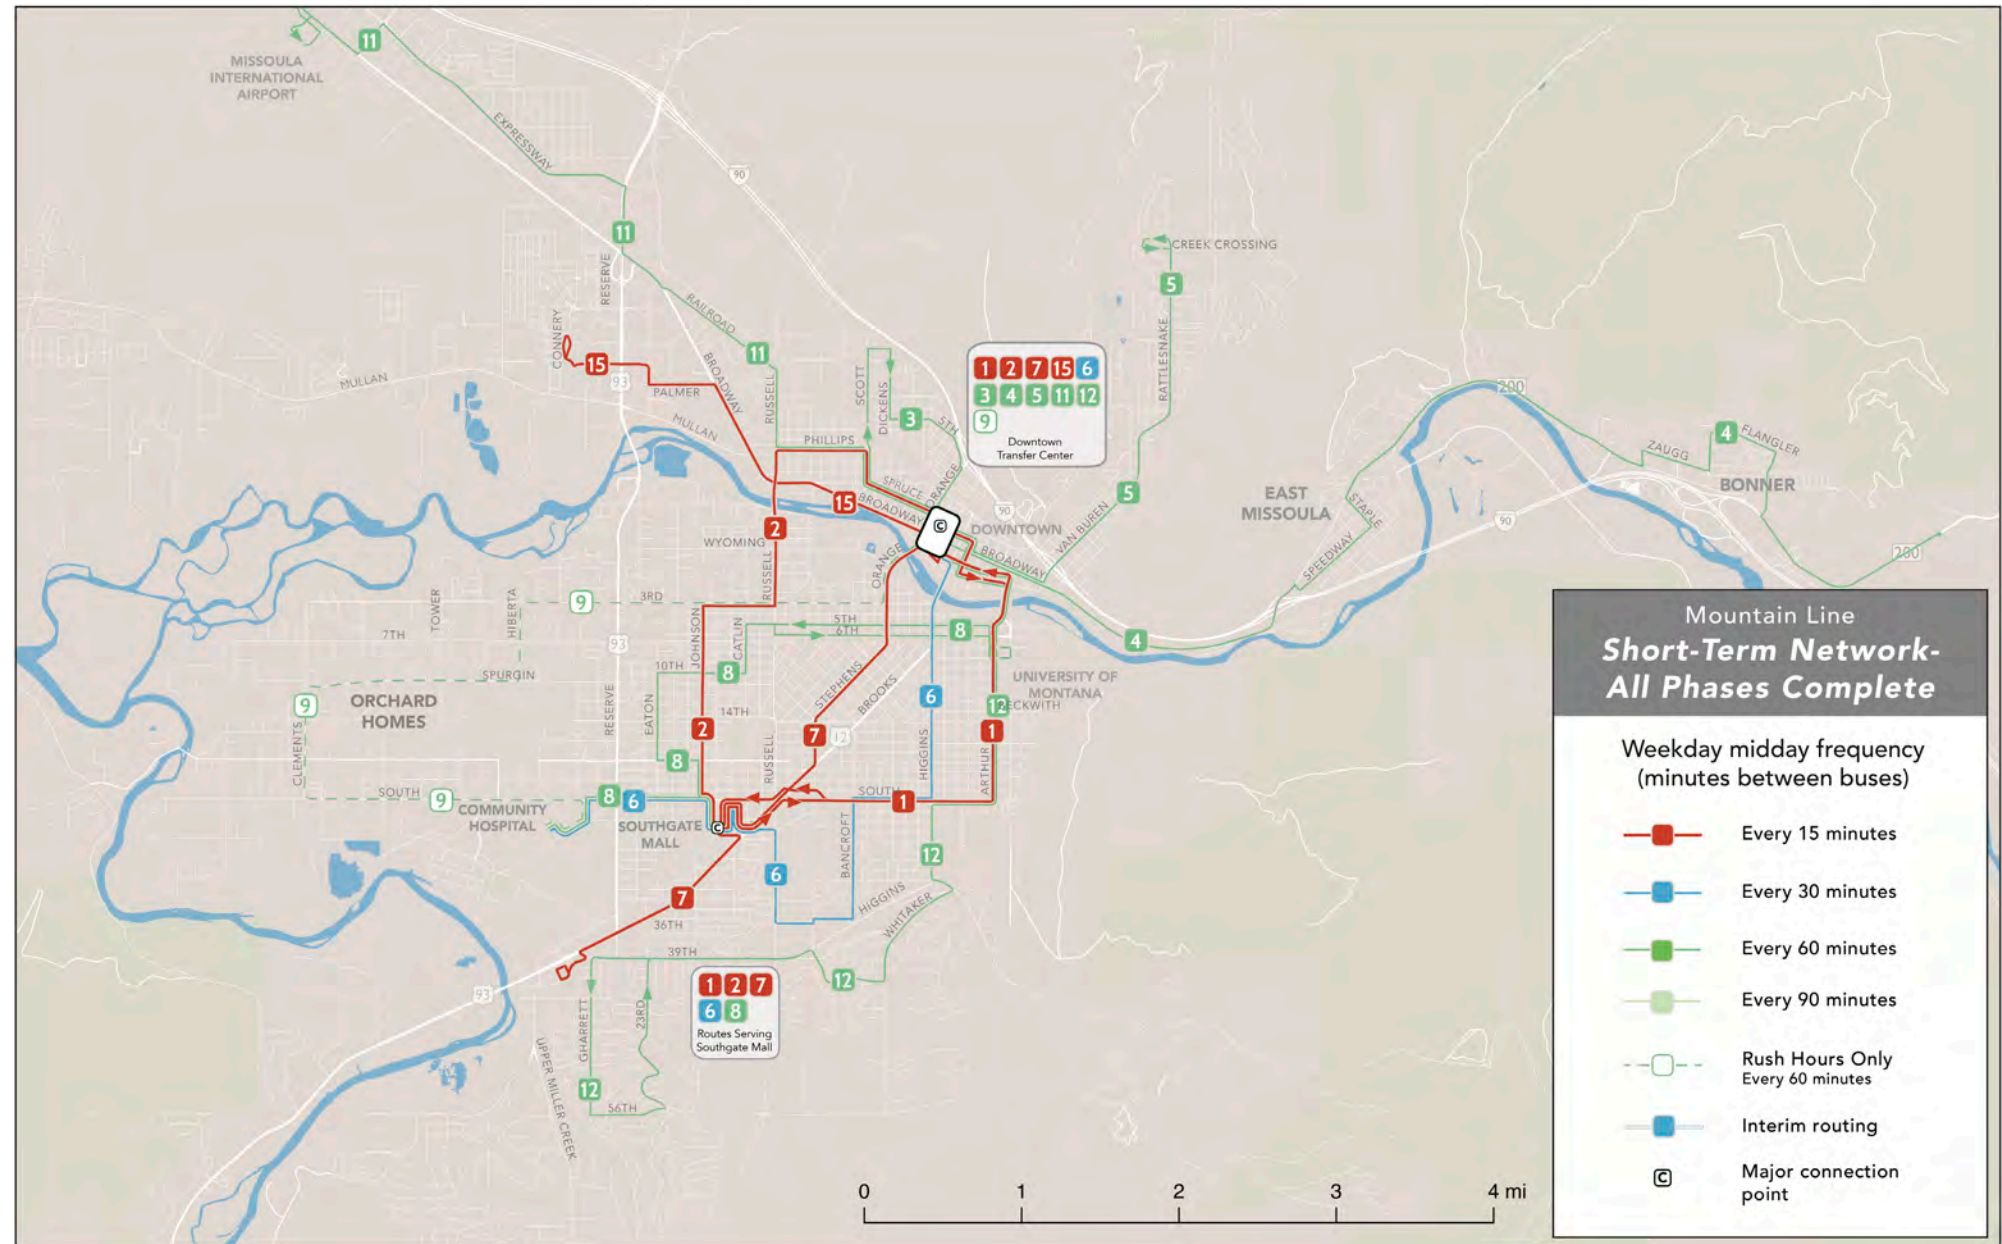 11
MISSOULA
INTERNATIONAL
AIRPORT
EXPRESSWAY
90
11
RESERVE
CREEK CROSSING
5
RAILROAD
CONNERY
15
93
11
BROADWAY
RUSSELL
MULLAN
PALMER
MULLAN
PHILLIPS
SCOTT
DICKENS
3
5TH
RATTLESNAKE
1 2 7 15 6
3 4 5 11 12
9
Downtown
Transfer Center
200
4
FLANGLER
ZAUGG
BONNER
EAST
MISSOULA
STAPLE
SPEEDWAY
90
200
5
VAN BUREN
SPRUCE
ORANGE
15
BROADWAY
90
DOWNTOWN
BROADWAY
C
2
WYOMING
RUSSELL
ORANGE
TOWER
HIBERTA
9
3RD
7TH
93
JOHNSON
CATLIN
5TH
6TH
8
4
SPURGIN
10TH
8
STEPHENS
BROOKS
6
UNIVERSITY OF
MONTANA
12
BECKWITH
9
ORCHARD
HOMES
CLEMENTS
RESERVE
EATON
14TH
2
7
12
RUSSELL
HIGGINS
1
ARTHUR
8
SOUTH
9
COMMUNITY
HOSPITAL
8
6
SOUTHGATE
MALL
C
SOUTH
1
BANCROFT
12
6
7
HIGGINS
WHITAKER
36TH
39TH
12
93
1 2 7
6 8
Routes Serving
Southgate Mall
GHARRETT
23RD
UPPER MILLER CREEK
12
56TH
0 1 2 3 4 mi
Mountain Line
Short-Term Network-
All Phases Complete
Weekday midday frequency
(minutes between buses)
Every 15 minutes
Every 30 minutes
Every 60 minutes
Every 90 minutes
Rush Hours Only
Every 60 minutes
Interim routing
C
Major connection
point